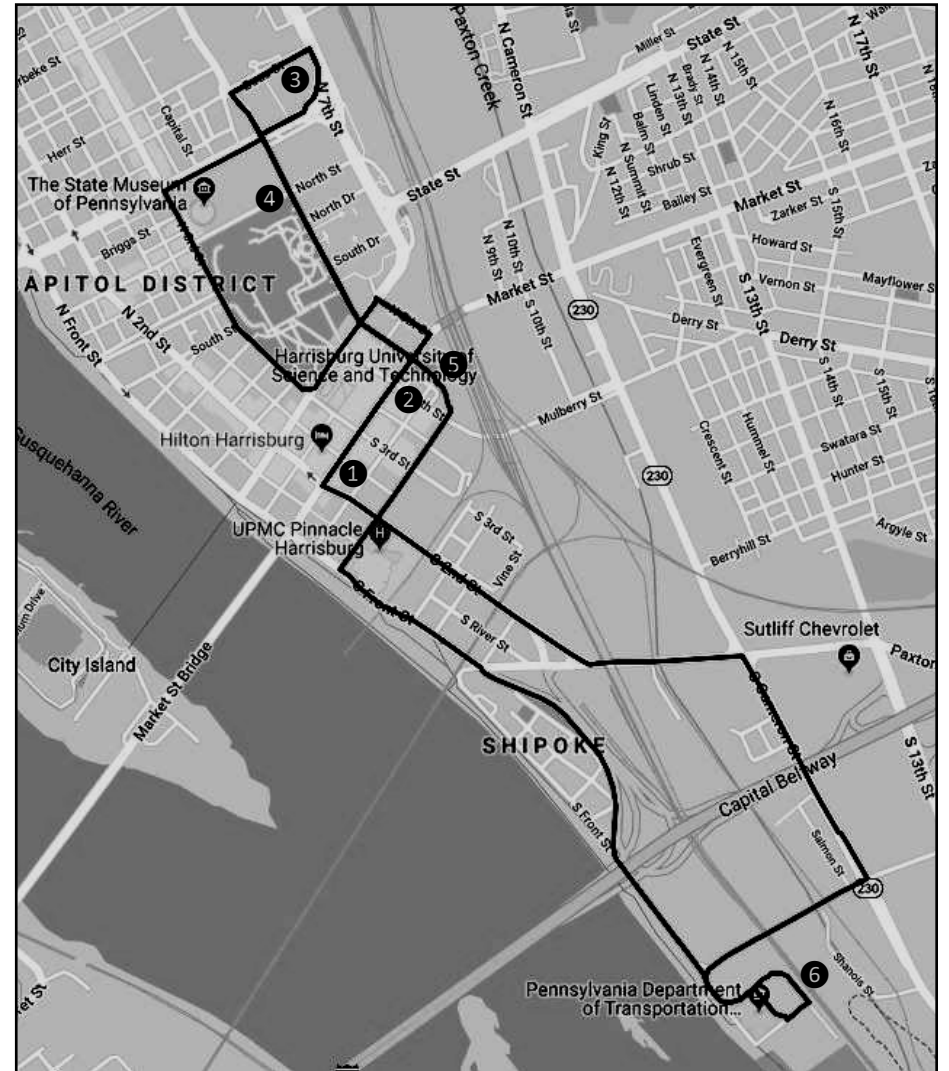 Miller St
State St
N 17th St
Paxton Creek
N Cameron St
N 15th St
N 14th St
Brady St
N 13th St
Linden St
Balm St
N Summit St
King St
N 12th St
Shrub St
Bailey St
N 16th St
❸
N 7th St
Capital St
Herr St
North St
The State Museum
of Pennsylvania
❹
North Dr
State St
Market St
Zarker St
S 15th St
Briggs St
South Dr
N 9th St
N 10th St
S 10th St
Howard St
Evergreen St
S 13th St
Vernon St
Mayflower S
APITOL DISTRICT
Market St
N Front St
N 2nd St
South St
230
Derry St
Derry St
Harrisburg University of
Science and Technology
❺
❷
S 14th St
S 15th St
Mulberry St
Hilton Harrisburg
S 3rd St
Crescent St
Hummel St
Swatara St
Hunter St
❶
230
Susquehanna River
UPMC Pinnacle
Harrisburg
H
S 3rd St
Vine St
Argyle St
Berryhill St
S 2nd St
S Front St
S River St
Sutliff Chevrolet
City Island
Market St Bridge
Paxton
S Cameron St
SHIPOKE
Capital Beltway
S 13th St
S Front St
Salmon St
230
Shanois St
Pennsylvania Department
of Transportation...
❻